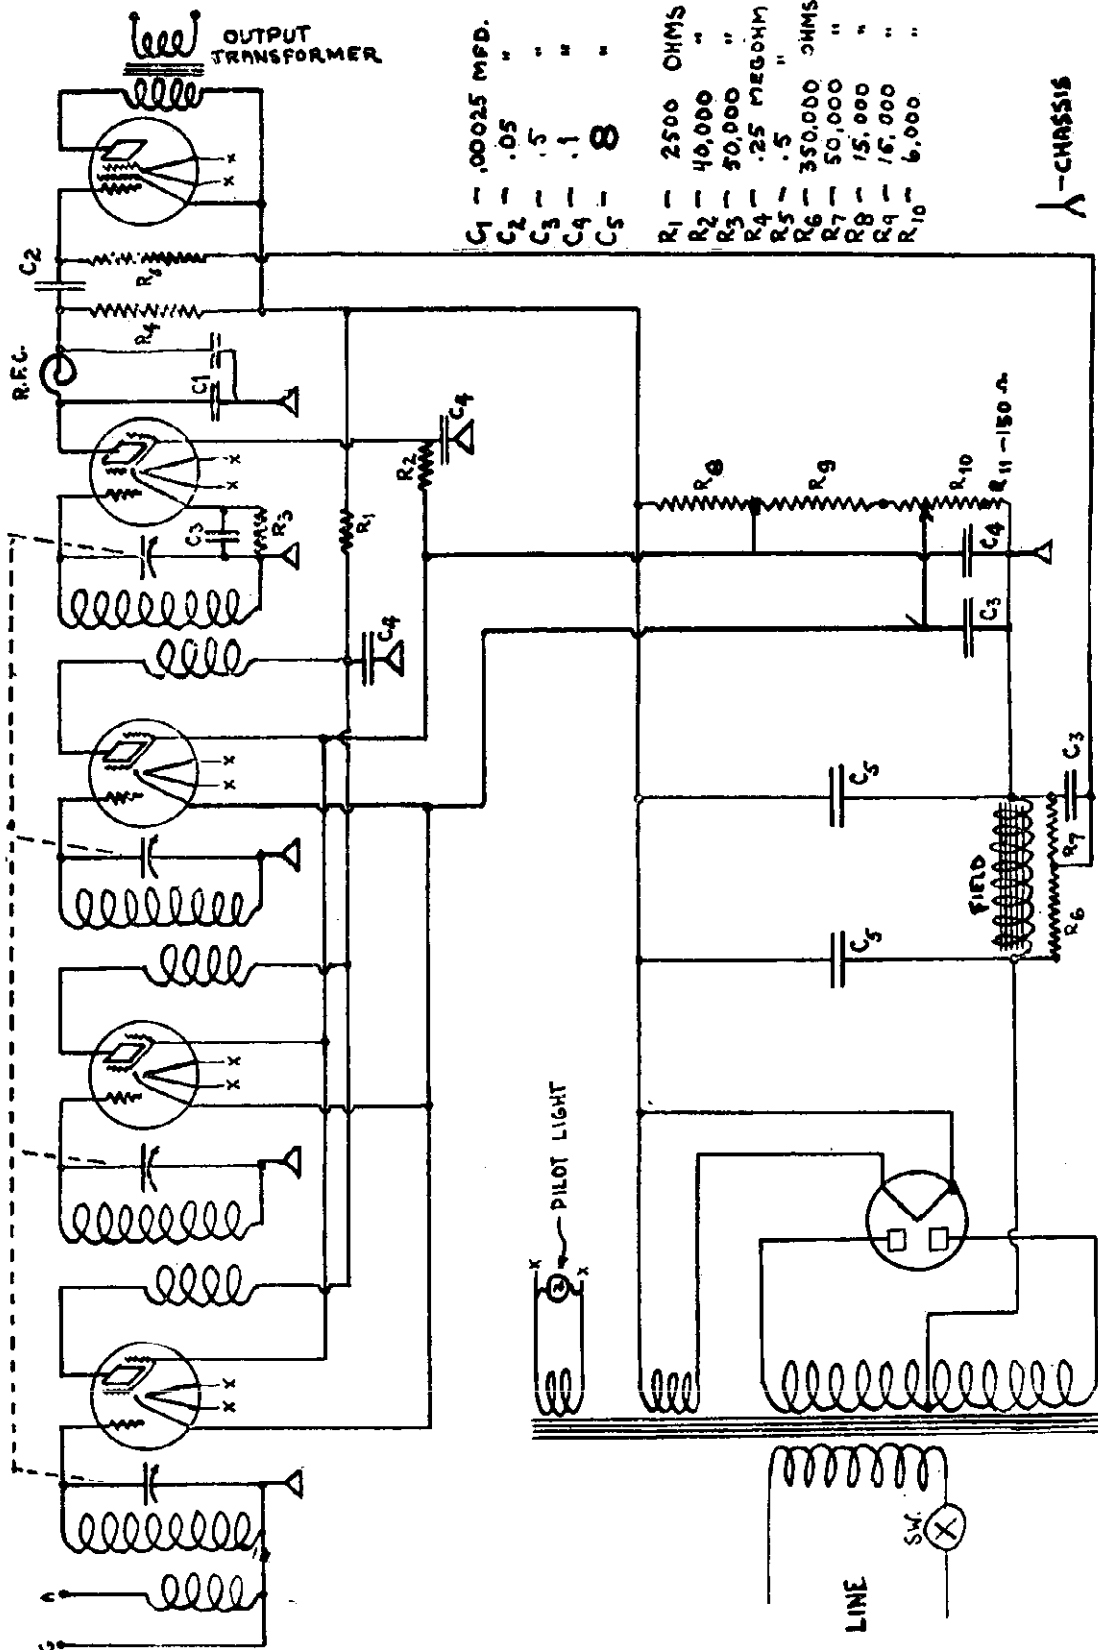 OUTPUT
TRANSFORMER
C1 - .00025 MFD.
C2 - .05 "
C3 - .5 "
C4 - .1 "
C5 - 8 "
R1 - 2500 OHMS
R2 - 40,000 "
R3 - 50,000 "
R4 - .25 MEGOHM
R5 - .5 "
R6 - 350,000 OHMS
R7 - 50,000 "
R8 - 15,000 "
R9 - 15,000 "
R10 - 6,000 "
-CHASSIS
R.F.C.
C2
R4
C1
C3
R3
R1
R2
C4
C4
R8
R9
R10
R11-150 Ω
C4
C3
C5
C5
FIELD
R6
R7
C3
PILOT LIGHT
x
x
x
x
x
x
x
x
x
x
x
x
SW.
LINE
A
G